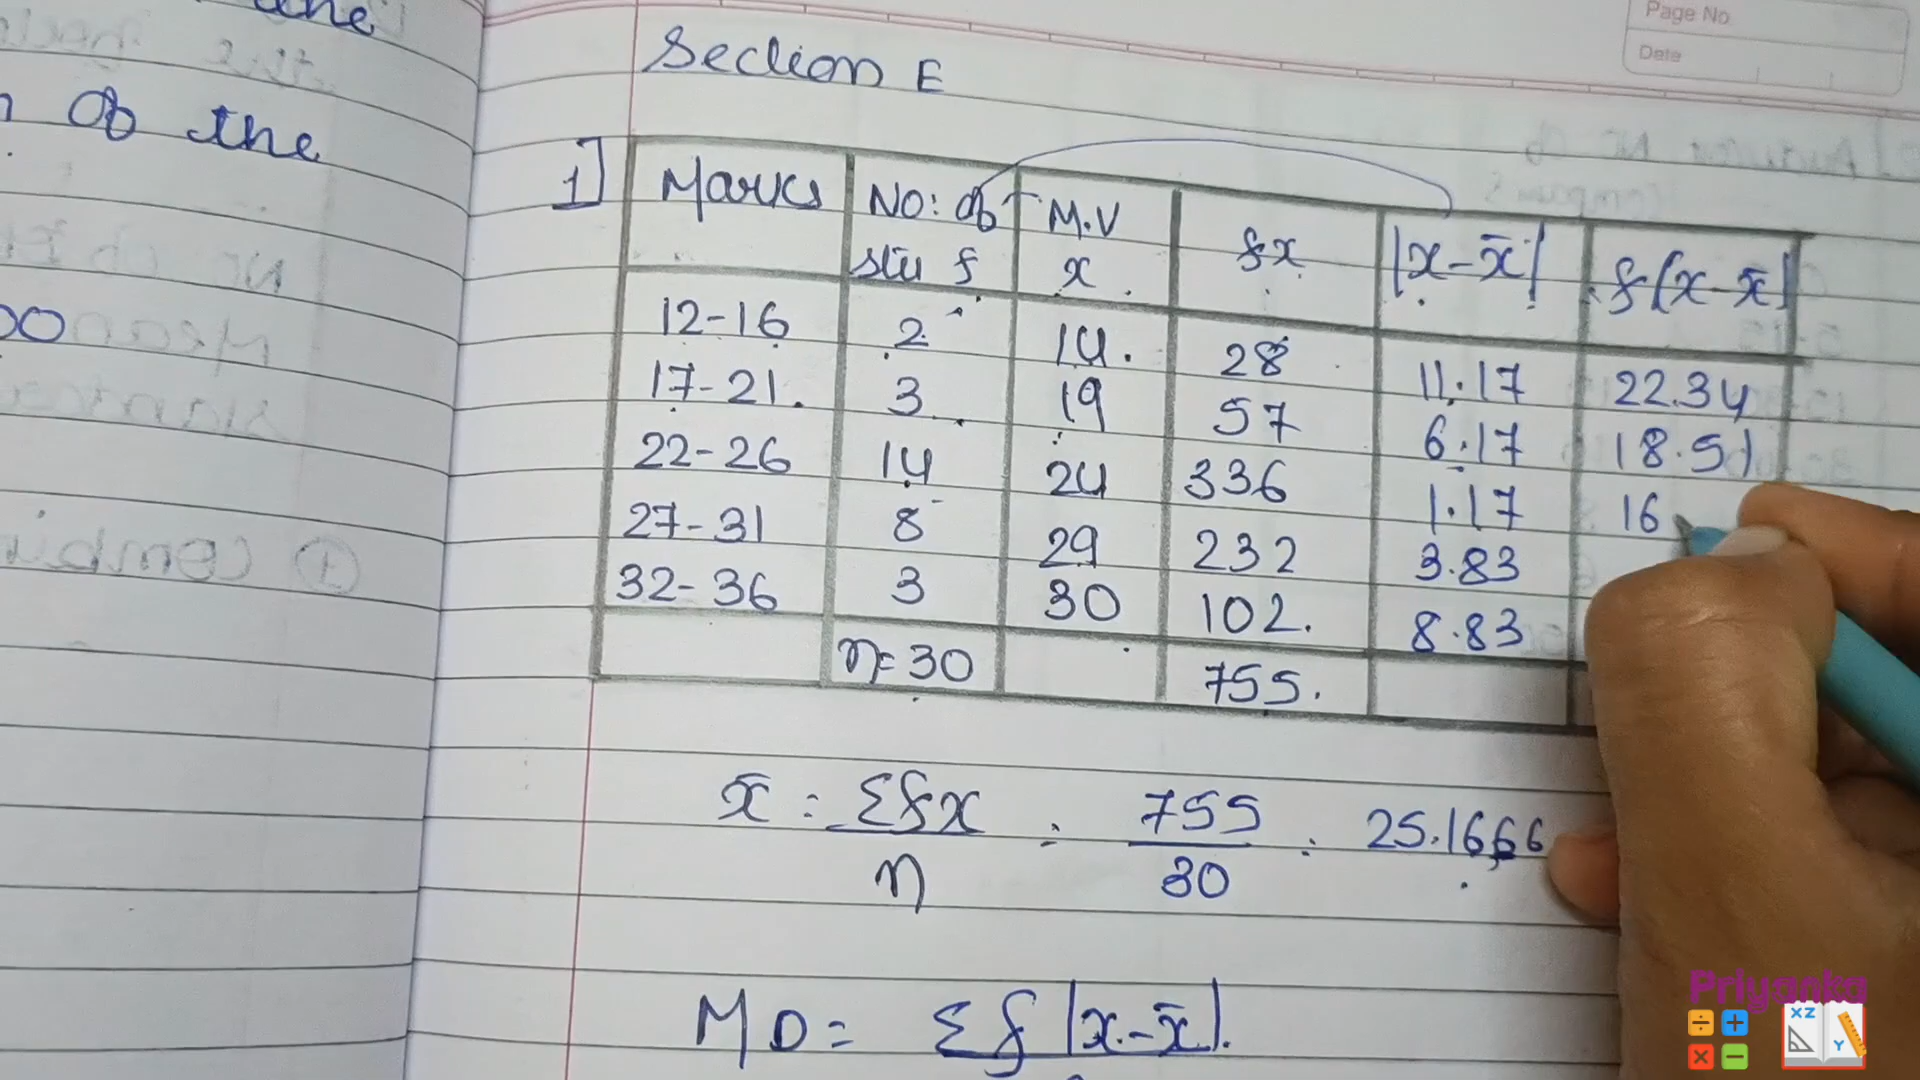 the
n of the
00
Page No
Date
Section E
1] Marks No: of stu f M.V x fx |x-x̄| f|x-x̄|
12-16 2 14. 28 11.17 22.34
17-21. 3 19 57 6.17 18.51
22-26 14 24 336 1.17 16
27-31 8 29 232 3.83
32-36 3 30 102. 8.83
n=30 755.
x̄ = Σfx / n = 755 / 30 = 25.1666
MD = Σf|x-x̄|.
Priyanka
XZ
Y